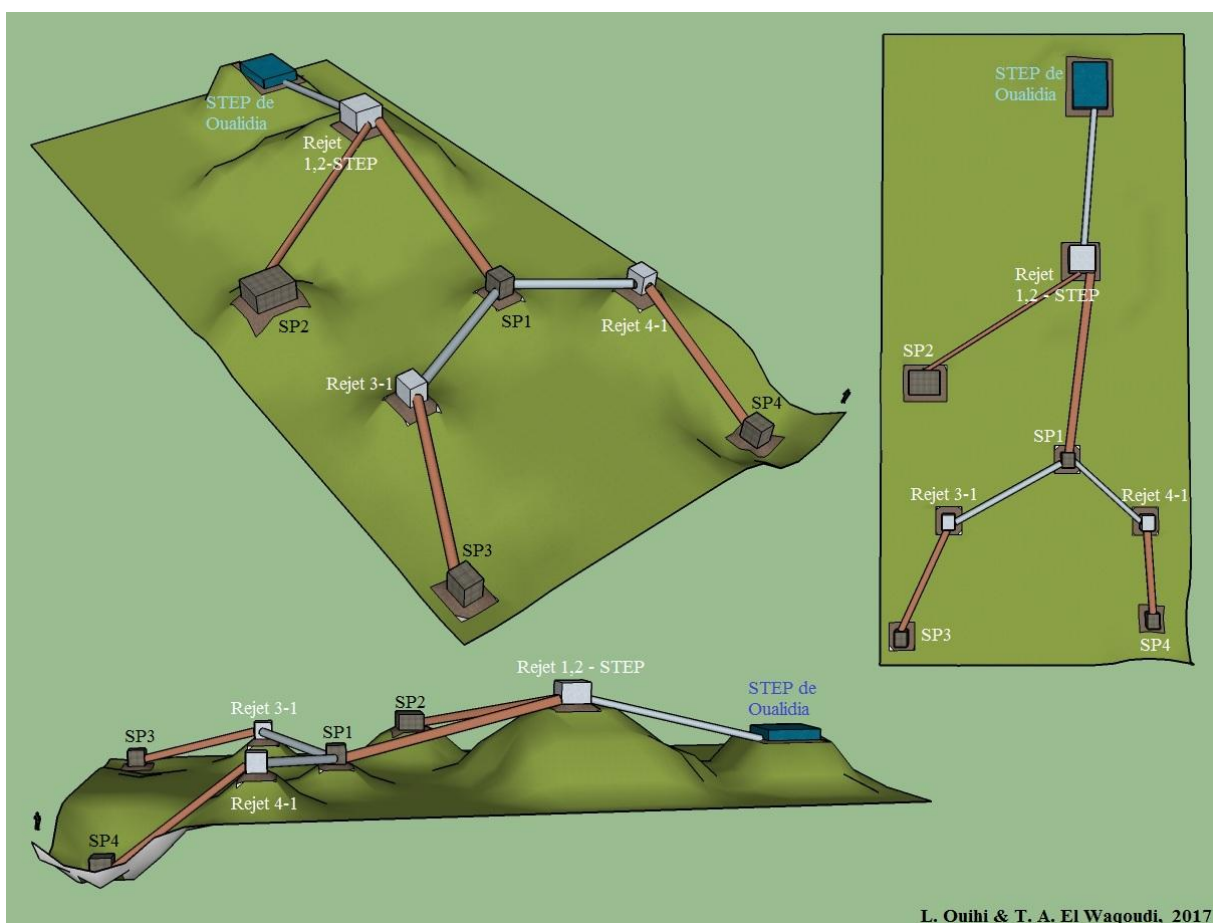 STEP de
Oualidia
Rejet
1,2-STEP
SP2
SP1
Rejet 4-1
Rejet 3-1
SP4
SP3
STEP de
Oualidia
Rejet
1,2 - STEP
SP2
SP1
Rejet 3-1
Rejet 4-1
SP3
SP4
Rejet 1,2 - STEP
STEP de
Oualidia
SP2
Rejet 3-1
SP3
SP1
Rejet 4-1
SP4
L. Ouihi & T. A. El Wagoudi, 2017